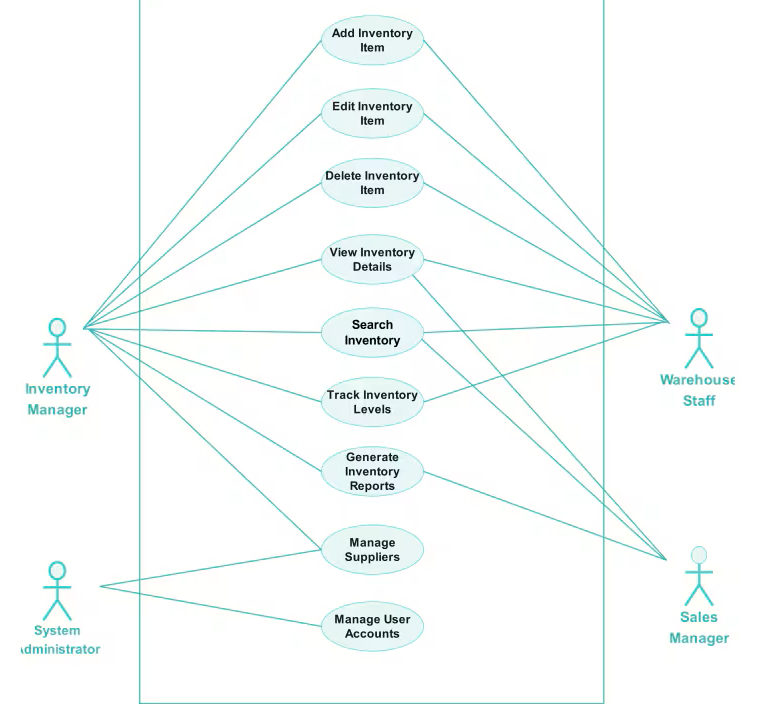 Add Inventory
Item
Edit Inventory
Item
Delete Inventory
Item
View Inventory
Details
Search
Inventory
Track Inventory
Levels
Generate
Inventory
Reports
Manage
Suppliers
Manage User
Accounts
Inventory
Manager
System
dministrator
Warehouse
Staff
Sales
Manager